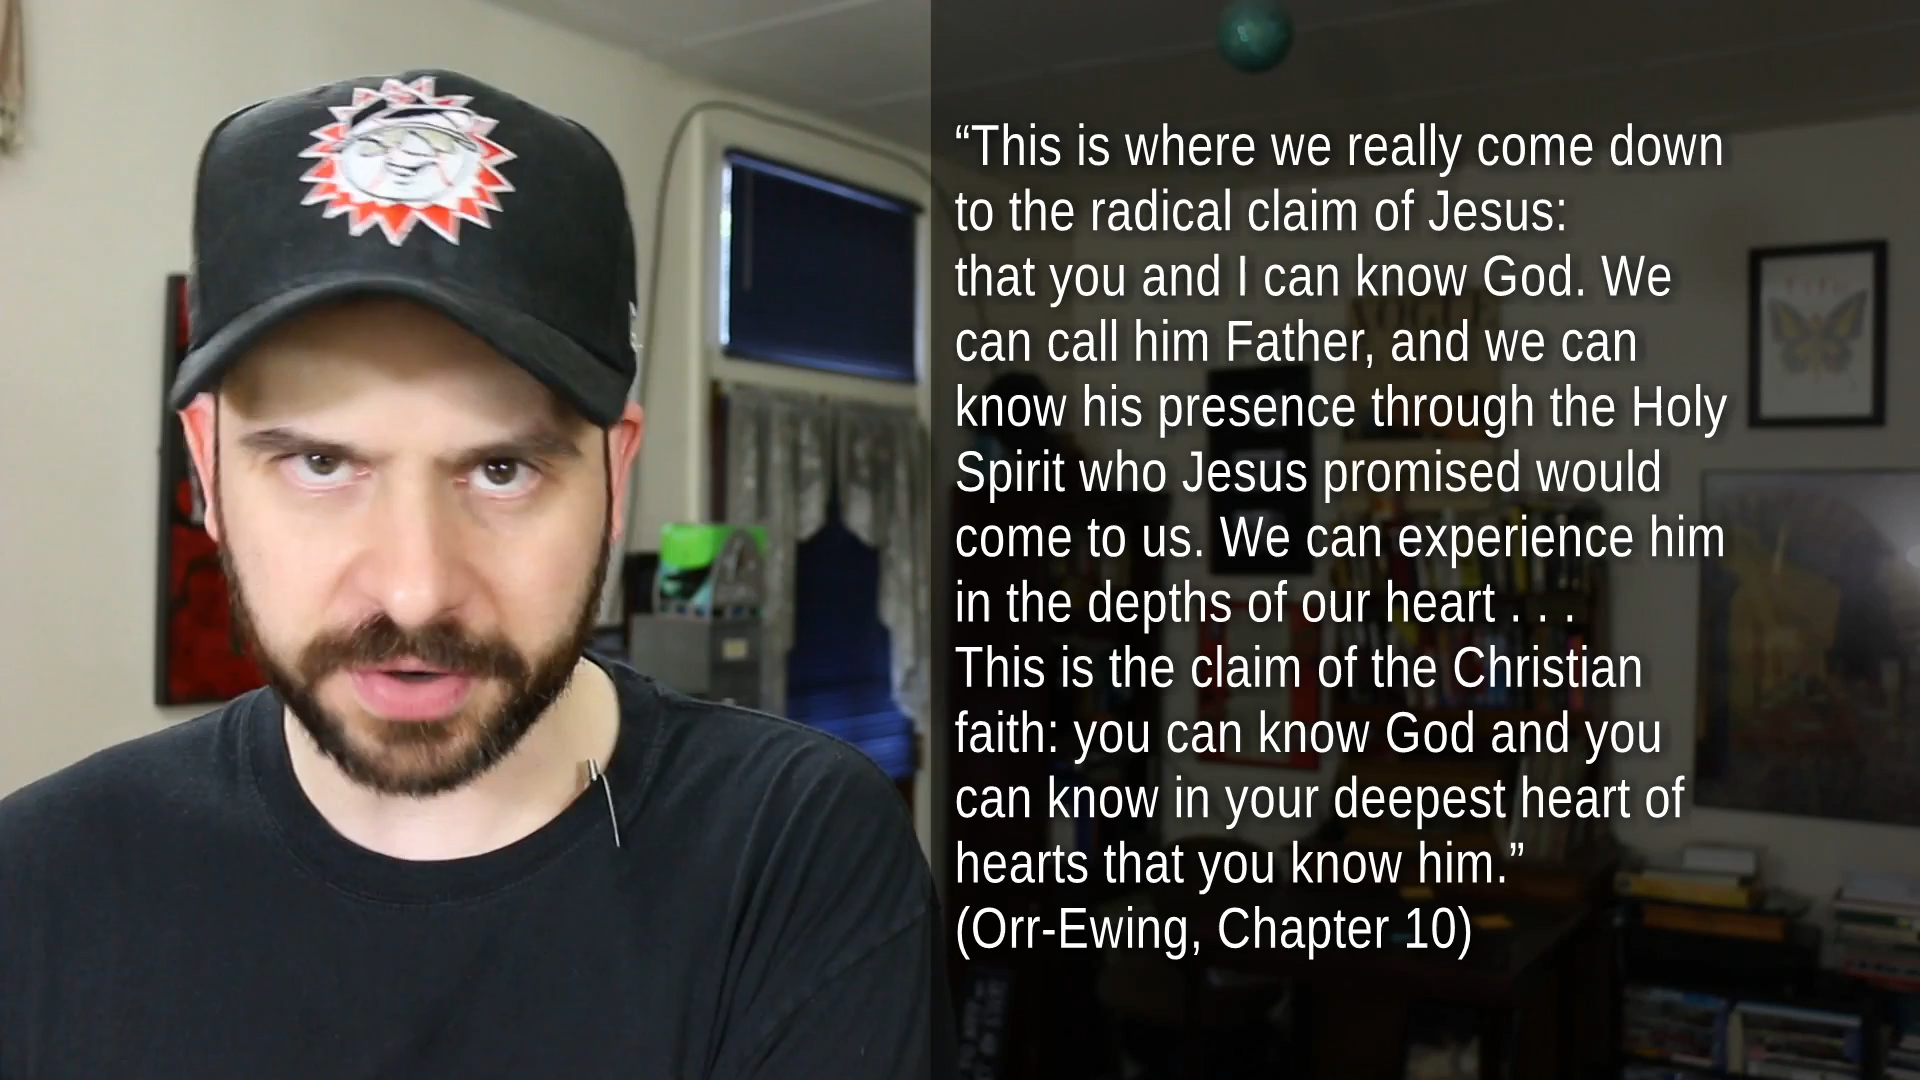 “This is where we really come down
to the radical claim of Jesus:
that you and I can know God. We
can call him Father, and we can
know his presence through the Holy
Spirit who Jesus promised would
come to us. We can experience him
in the depths of our heart . . .
This is the claim of the Christian
faith: you can know God and you
can know in your deepest heart of
hearts that you know him.”
(Orr-Ewing, Chapter 10)